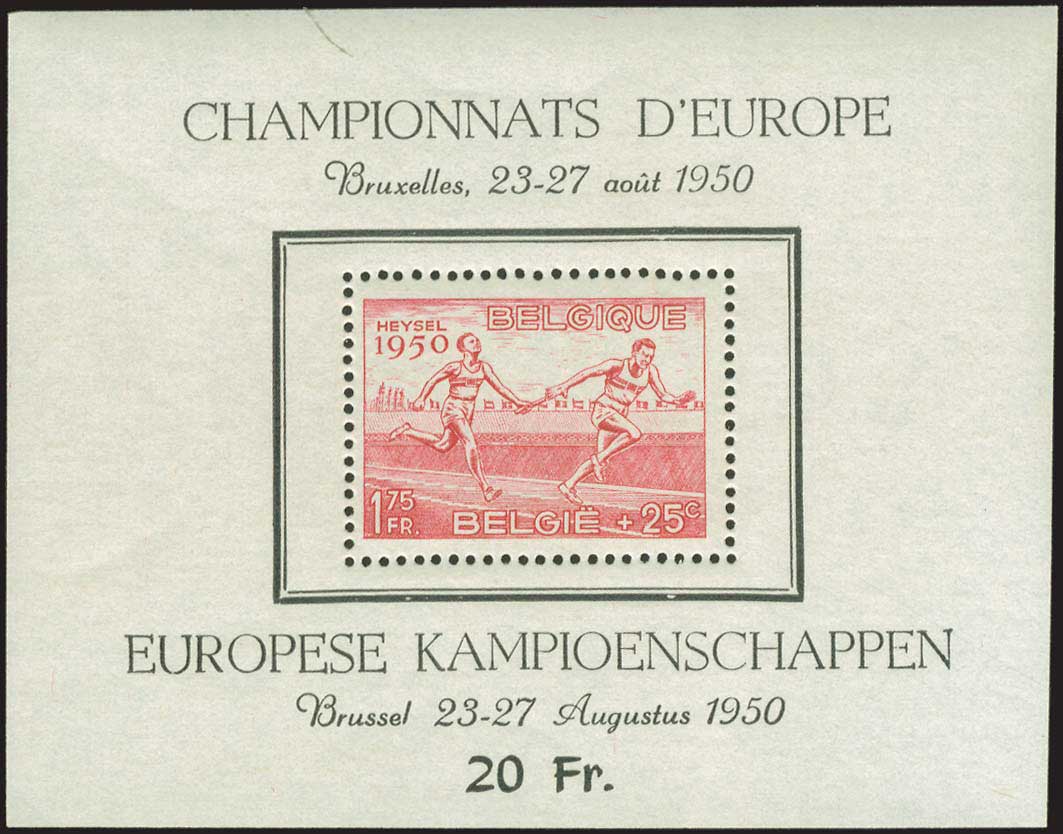 CHAMPIONNATS D'EUROPE
Bruxelles, 23-27 août 1950
HEYSEL BELGIQUE
1950
1 75 FR. BELGIË + 25 C.
EUROPESE KAMPIOENSCHAPPEN
Brussel 23-27 Augustus 1950
20 Fr.